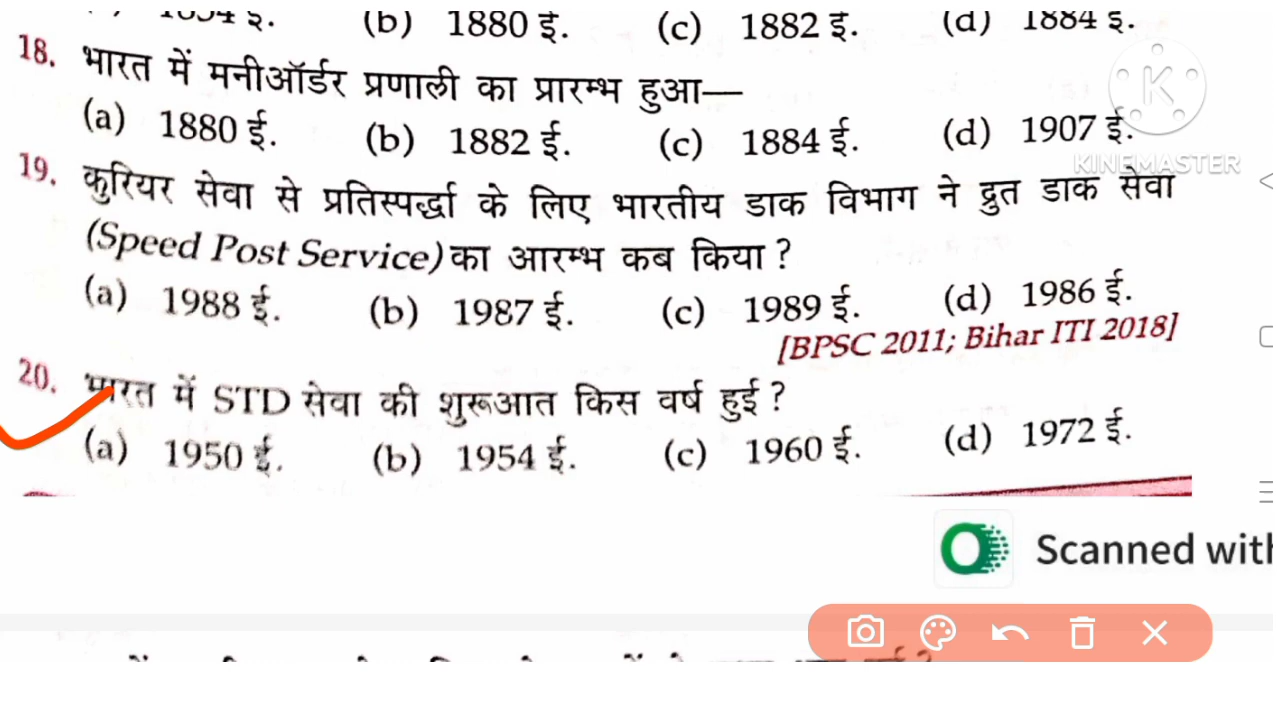 (b) 1880 ई. (c) 1882 ई. (d) 1884 ई.
18. भारत में मनीऑर्डर प्रणाली का प्रारम्भ हुआ—
(a) 1880 ई. (b) 1882 ई. (c) 1884 ई. (d) 1907 ई.
KINEMASTER
19. कुरियर सेवा से प्रतिस्पर्द्धा के लिए भारतीय डाक विभाग ने द्रुत डाक सेवा
(Speed Post Service) का आरम्भ कब किया ?
(a) 1988 ई. (b) 1987 ई. (c) 1989 ई. (d) 1986 ई.
[BPSC 2011; Bihar ITI 2018]
20. भारत में STD सेवा की शुरूआत किस वर्ष हुई ?
(a) 1950 ई. (b) 1954 ई. (c) 1960 ई. (d) 1972 ई.
Scanned with